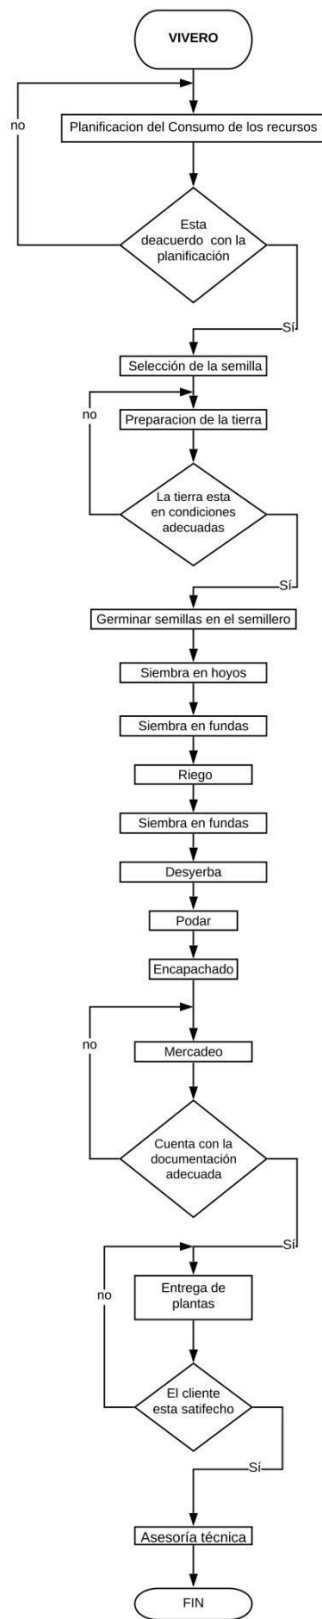 VIVERO
no
Planificacion del Consumo de los recursos
Esta
deacuerdo con la
planificación
Sí
Selección de la semilla
no
Preparacion de la tierra
La tierra esta
en condiciones
adecuadas
Sí
Germinar semillas en el semillero
Siembra en hoyos
Siembra en fundas
Riego
Siembra en fundas
Desyerba
Podar
Encapachado
no
Mercadeo
Cuenta con la
documentación
adecuada
Sí
no
Entrega de
plantas
El cliente
esta satifecho
Sí
Asesoría técnica
FIN